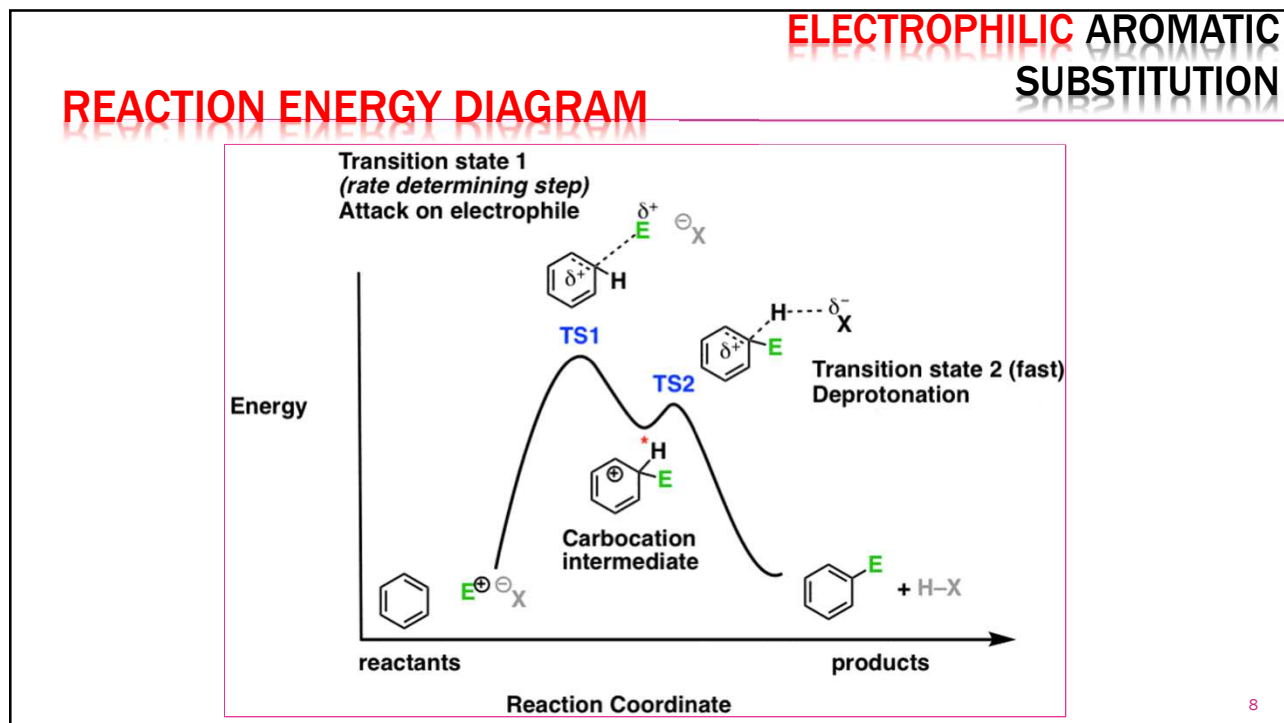 ELECTROPHILIC AROMATIC
SUBSTITUTION
REACTION ENERGY DIAGRAM
Transition state 1
(rate determining step)
Attack on electrophile
δ+
E
⊖X
δ+
H
TS1
H
δ−
X
δ+
E
Transition state 2 (fast)
Deprotonation
TS2
Energy
*
H
⊕
E
Carbocation
intermediate
E⊕ ⊖X
E
+ H–X
reactants
products
Reaction Coordinate
8